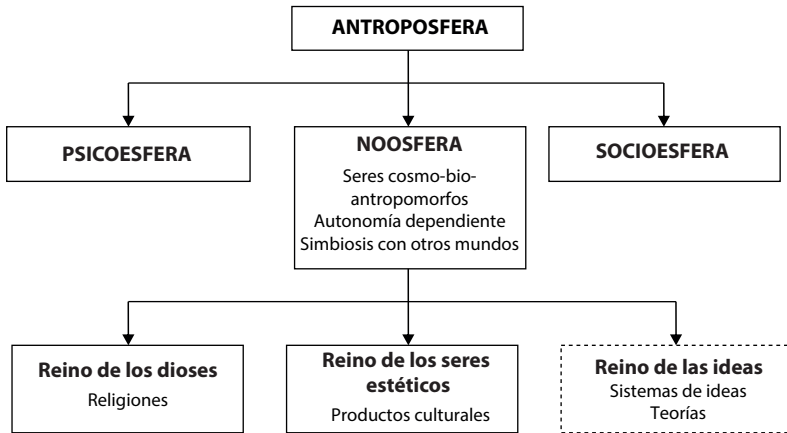 ANTROPOSFERA
PSICOESFERA
NOOSFERA
Seres cosmo-bio-
antropomorfos
Autonomía dependiente
Simbiosis con otros mundos
SOCIOESFERA
Reino de los dioses
Religiones
Reino de los seres
estéticos
Productos culturales
Reino de las ideas
Sistemas de ideas
Teorías